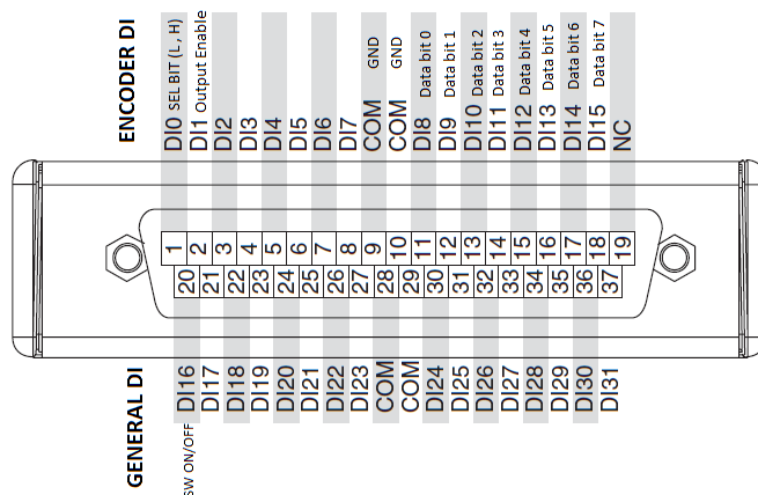 ENCODER DI
DI0 SEL BIT (L, H)
DI1 Output Enable
DI2
DI3
DI4
DI5
DI6
DI7
COM GND
COM GND
DI8 Data bit 0
DI9 Data bit 1
DI10 Data bit 2
DI11 Data bit 3
DI12 Data bit 4
DI13 Data bit 5
DI14 Data bit 6
DI15 Data bit 7
NC
1 2 3 4 5 6 7 8 9 10 11 12 13 14 15 16 17 18 19
20 21 22 23 24 25 26 27 28 29 30 31 32 33 34 35 36 37
GENERAL DI
SW ON/OFF DI16
DI17
DI18
DI19
DI20
DI21
DI22
DI23
COM
COM
DI24
DI25
DI26
DI27
DI28
DI29
DI30
DI31